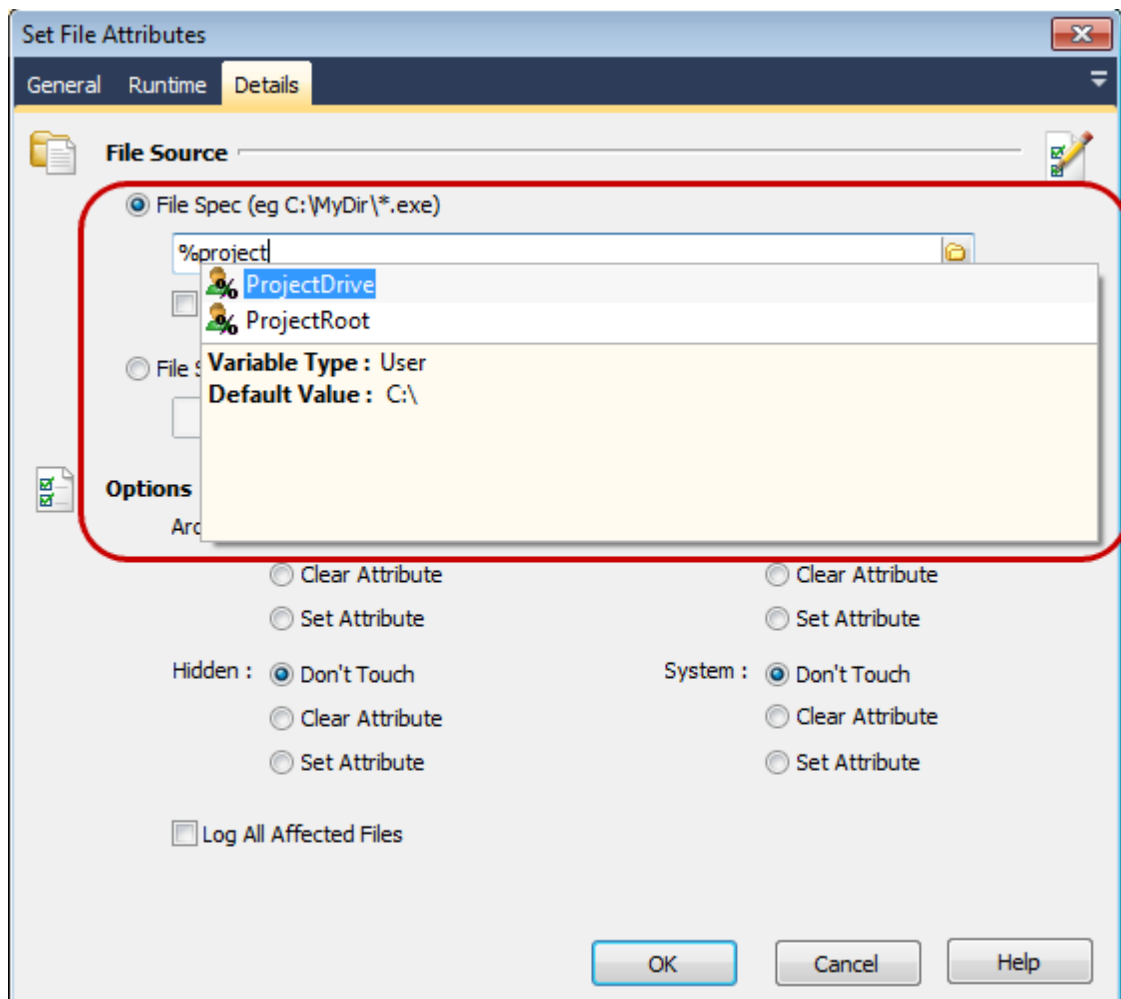 Set File Attributes
General Runtime Details
File Source
File Spec (eg C:\MyDir\*.exe)
%project
ProjectDrive
ProjectRoot
File
Variable Type : User
Default Value : C:\
Options
Clear Attribute Clear Attribute
Set Attribute Set Attribute
Hidden : Don't Touch System : Don't Touch
Clear Attribute Clear Attribute
Set Attribute Set Attribute
Log All Affected Files
OK Cancel Help